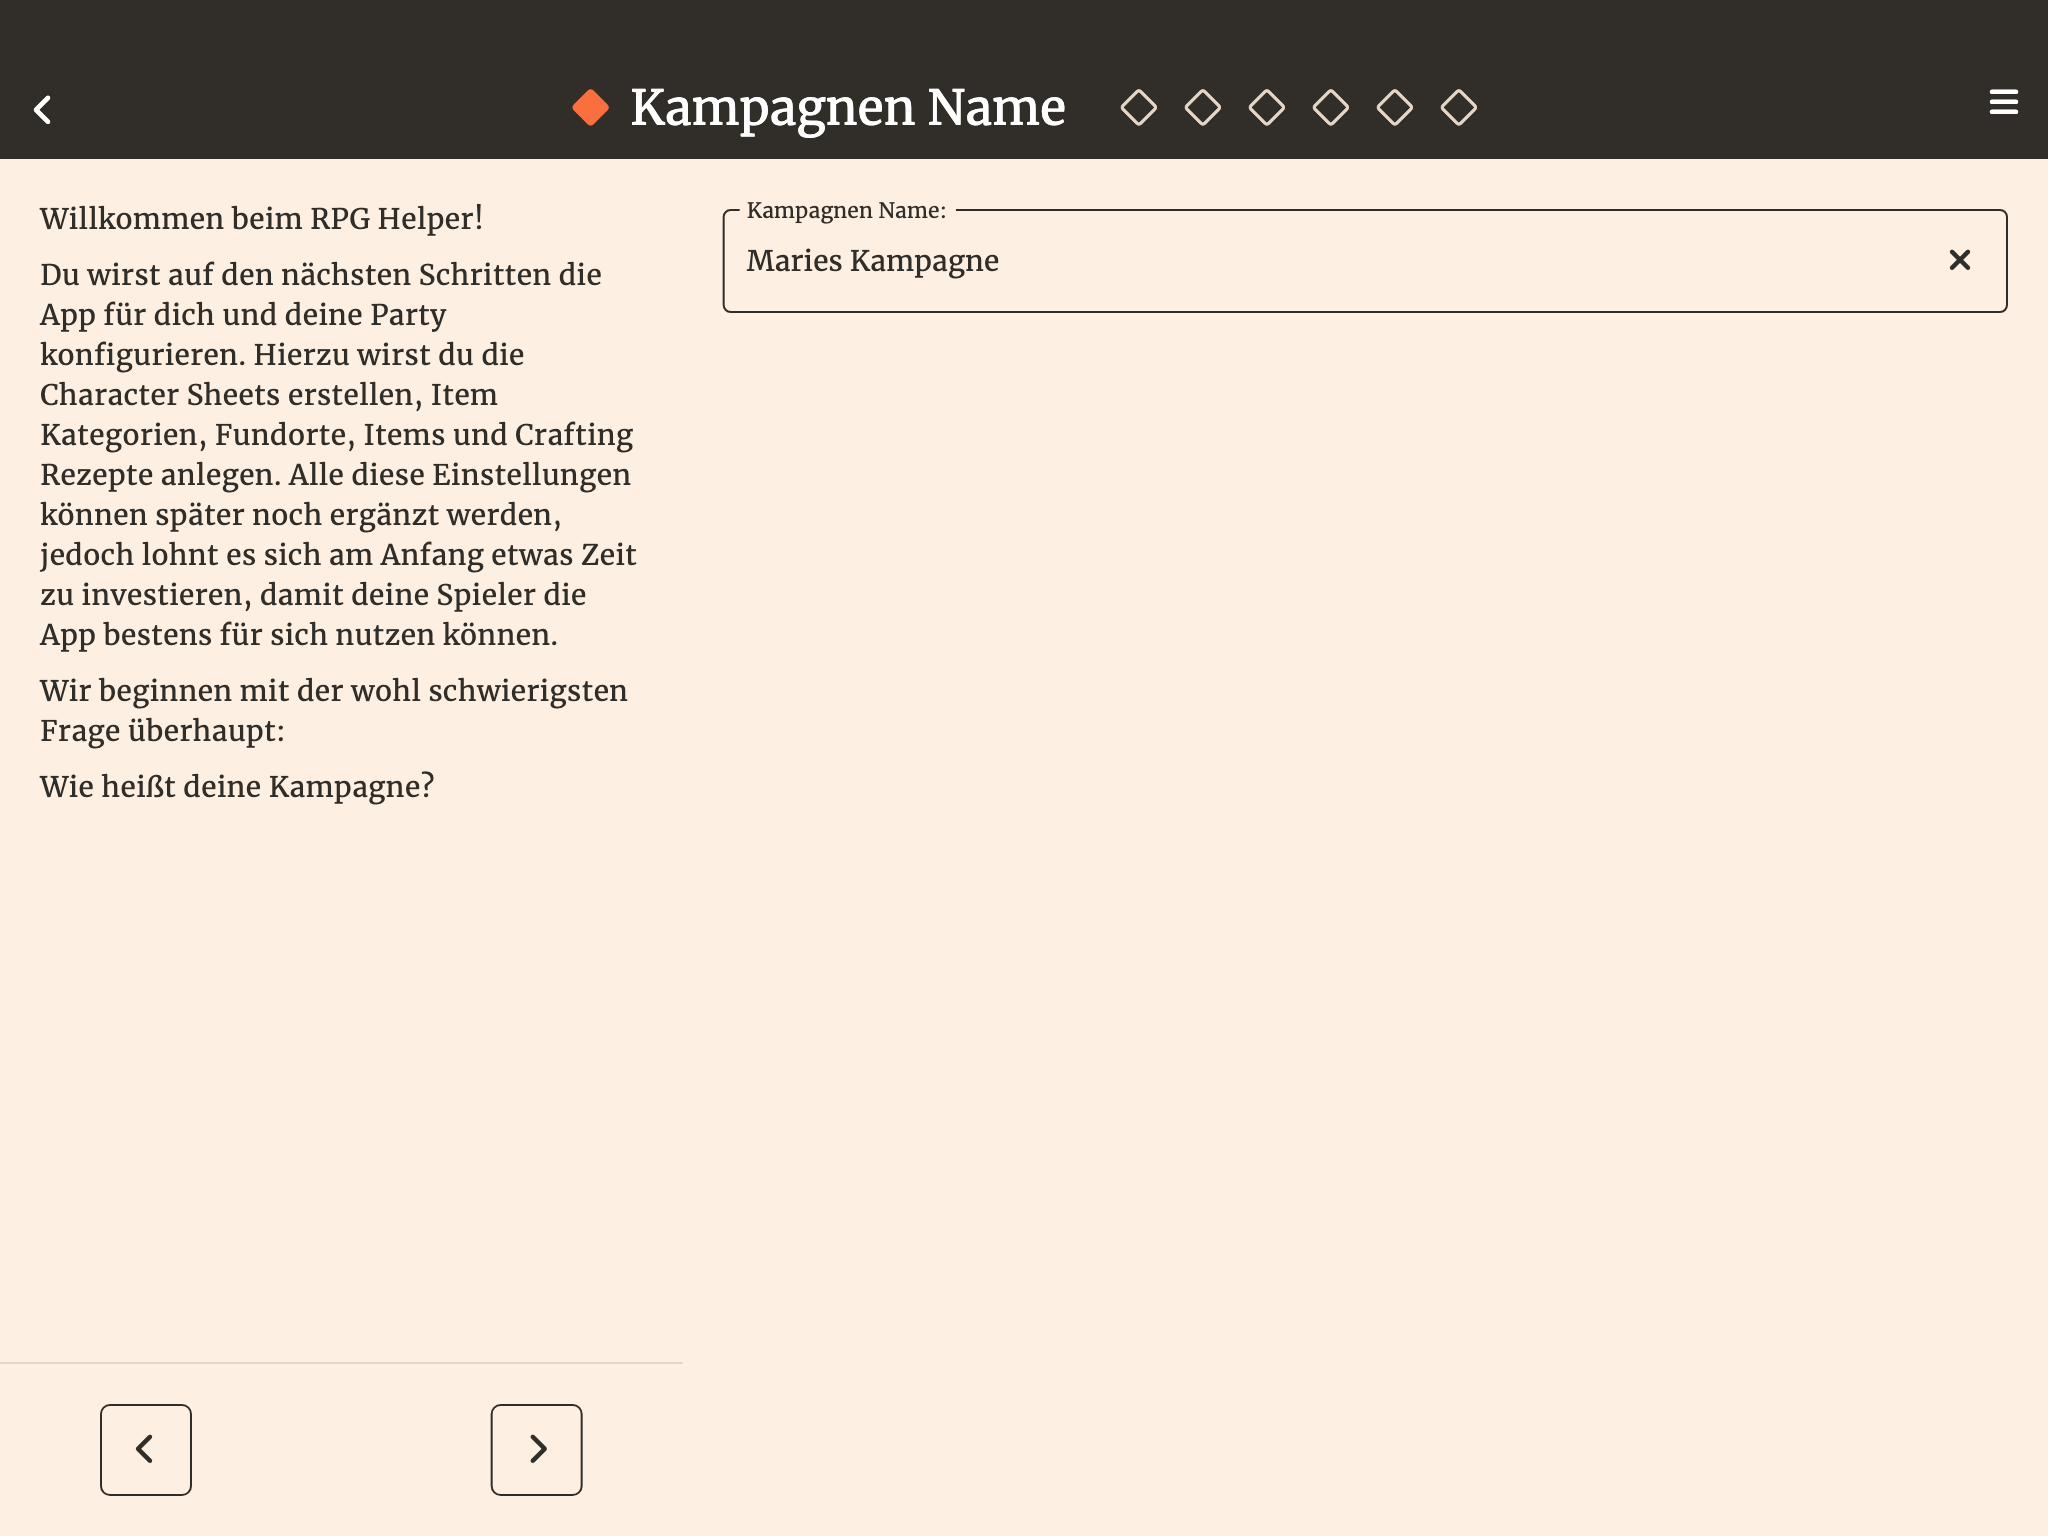 Kampagnen Name
Willkommen beim RPG Helper!
Du wirst auf den nächsten Schritten die
App für dich und deine Party
konfigurieren. Hierzu wirst du die
Character Sheets erstellen, Item
Kategorien, Fundorte, Items und Crafting
Rezepte anlegen. Alle diese Einstellungen
können später noch ergänzt werden,
jedoch lohnt es sich am Anfang etwas Zeit
zu investieren, damit deine Spieler die
App bestens für sich nutzen können.
Wir beginnen mit der wohl schwierigsten
Frage überhaupt:
Wie heißt deine Kampagne?
Kampagnen Name:
Maries Kampagne